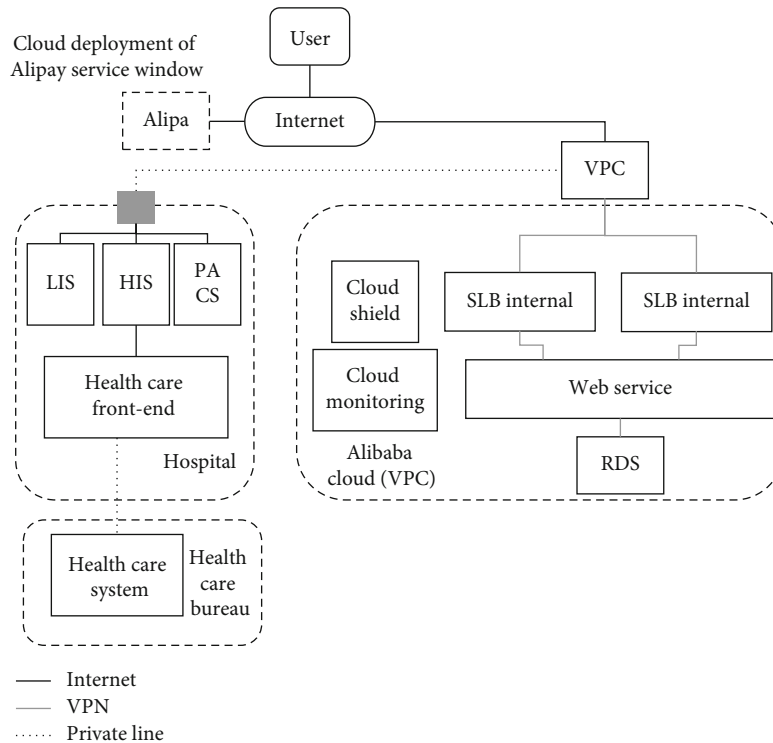 Cloud deployment of
Alipay service window
User
Alipa
Internet
VPC
LIS
HIS
PA
CS
Health care
front-end
Hospital
Cloud
shield
Cloud
monitoring
Alibaba
cloud (VPC)
SLB internal
SLB internal
Web service
RDS
Health care
system
Health
care
bureau
Internet
VPN
Private line